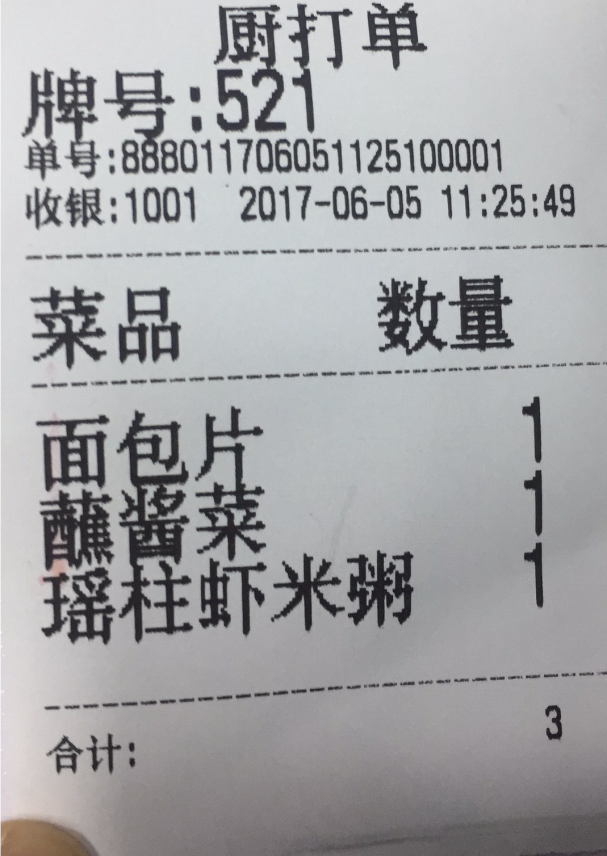 厨打单
牌号:521
单号:888011706051125100001
收银:1001 2017-06-05 11:25:49
菜品 数量
面包片 1
蘸酱菜 1
瑶柱虾米粥 1
合计: 3